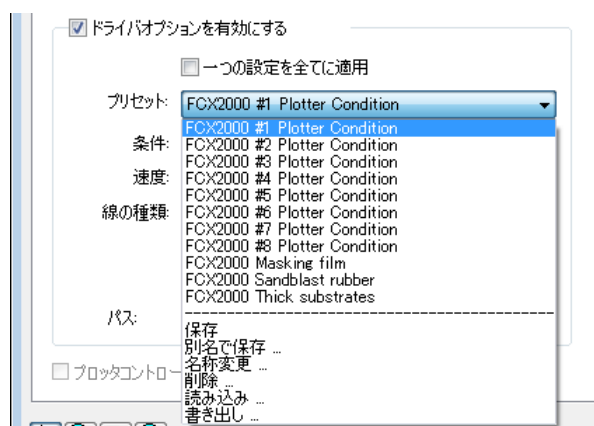 ドライバオプションを有効にする
一つの設定を全てに適用
プリセット: FCX2000 #1 Plotter Condition
FCX2000 #1 Plotter Condition
条件: FCX2000 #2 Plotter Condition
FCX2000 #3 Plotter Condition
速度: FCX2000 #4 Plotter Condition
FCX2000 #5 Plotter Condition
線の種類: FCX2000 #6 Plotter Condition
FCX2000 #7 Plotter Condition
FCX2000 #8 Plotter Condition
FCX2000 Masking film
FCX2000 Sandblast rubber
FCX2000 Thick substrates
パス:
保存
別名で保存 ...
名称変更 ...
プロッタコントロー
削除 ...
読み込み ...
書き出し ...